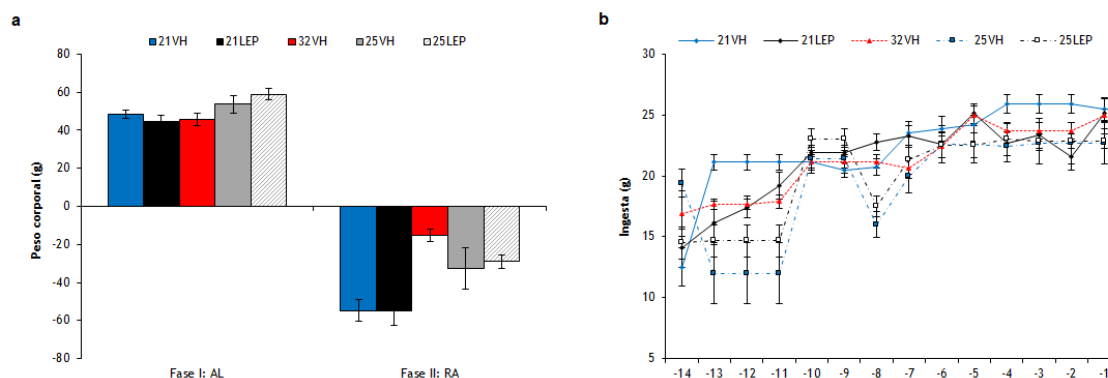 a
21VH 21LEP 32VH 25VH 25LEP
Peso corporal (g)
80
60
40
20
0
-20
-40
-60
-80
Fase I: AL Fase II: RA
b
21VH 21LEP 32VH 25VH 25LEP
Ingesta (g)
30
25
20
15
10
5
-14 -13 -12 -11 -10 -9 -8 -7 -6 -5 -4 -3 -2 -1